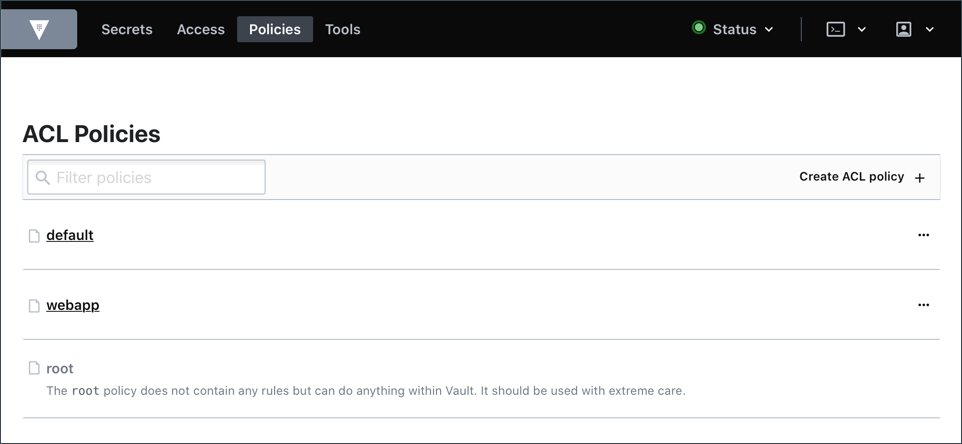 Secrets Access Policies Tools Status
ACL Policies
Filter policies Create ACL policy +
default ...
webapp ...
root
The root policy does not contain any rules but can do anything within Vault. It should be used with extreme care.